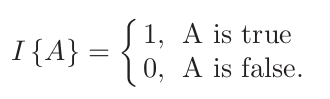 I {A} = { 1, A is true
0, A is false.